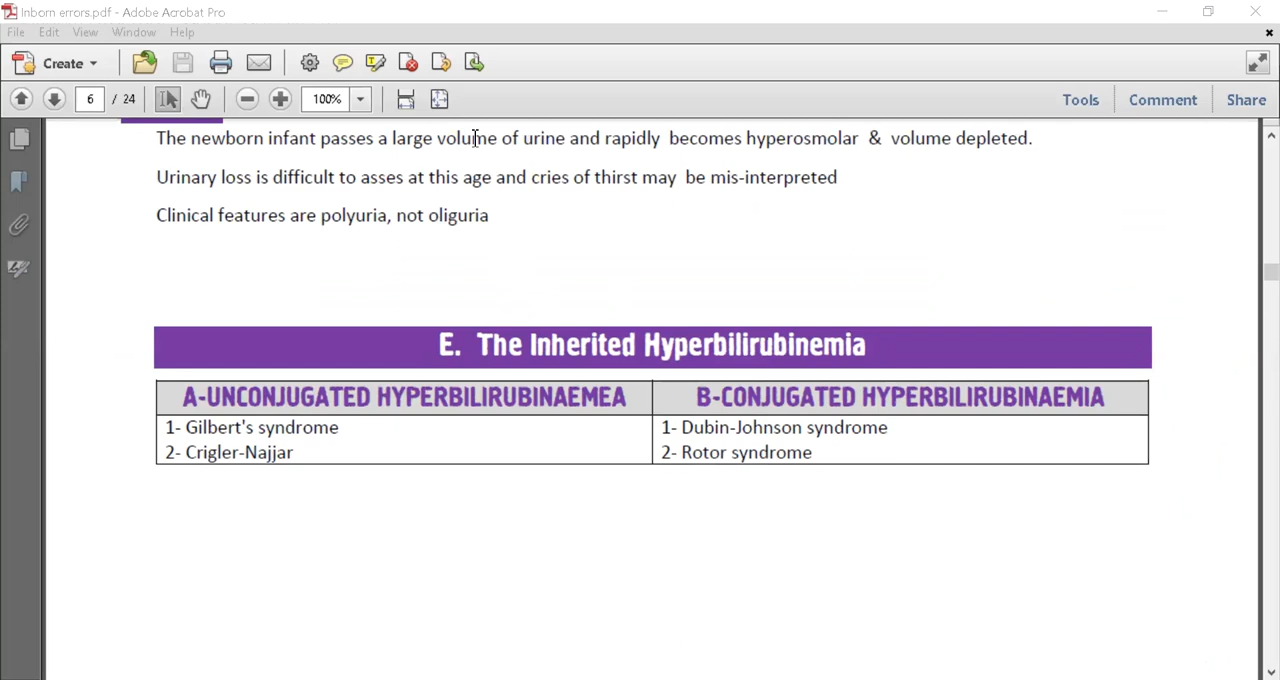 Inborn errors.pdf - Adobe Acrobat Pro
File Edit View Window Help
Create
6 / 24 100% Tools Comment Share
The newborn infant passes a large volume of urine and rapidly becomes hyperosmolar & volume depleted.
Urinary loss is difficult to asses at this age and cries of thirst may be mis-interpreted
Clinical features are polyuria, not oliguria
E. The Inherited Hyperbilirubinemia
A-UNCONJUGATED HYPERBILIRUBINAEMEA B-CONJUGATED HYPERBILIRUBINAEMIA
1- Gilbert's syndrome 1- Dubin-Johnson syndrome
2- Crigler-Najjar 2- Rotor syndrome